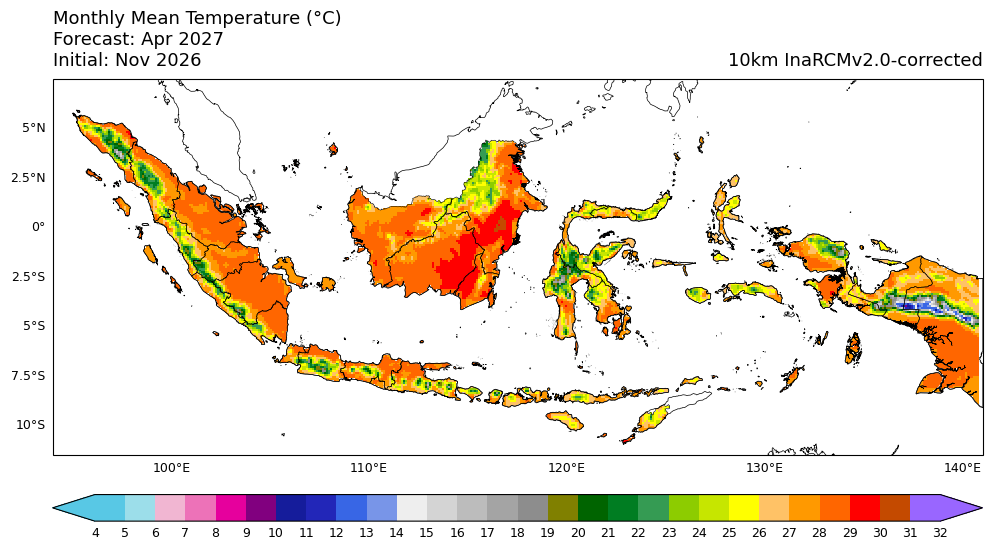 Monthly Mean Temperature (°C)
Forecast: Apr 2027
Initial: Nov 2026
10km InaRCMv2.0-corrected
5°N
2.5°N
0°
2.5°S
5°S
7.5°S
10°S
100°E 110°E 120°E 130°E 140°E
4 5 6 7 8 9 10 11 12 13 14 15 16 17 18 19 20 21 22 23 24 25 26 27 28 29 30 31 32